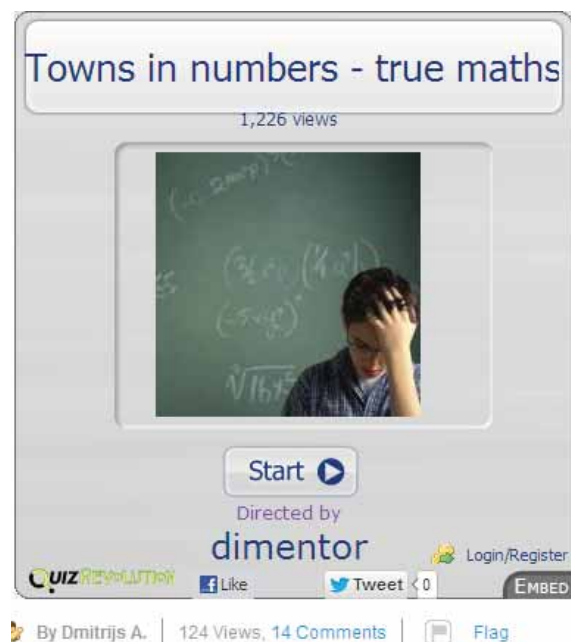 Towns in numbers - true maths
1,226 views
Start
Directed by
dimentor
Login/Register
QUIZREVOLUTION
Like
Tweet
0
EMBED
By Dmitrijs A.
124 Views, 14 Comments
Flag